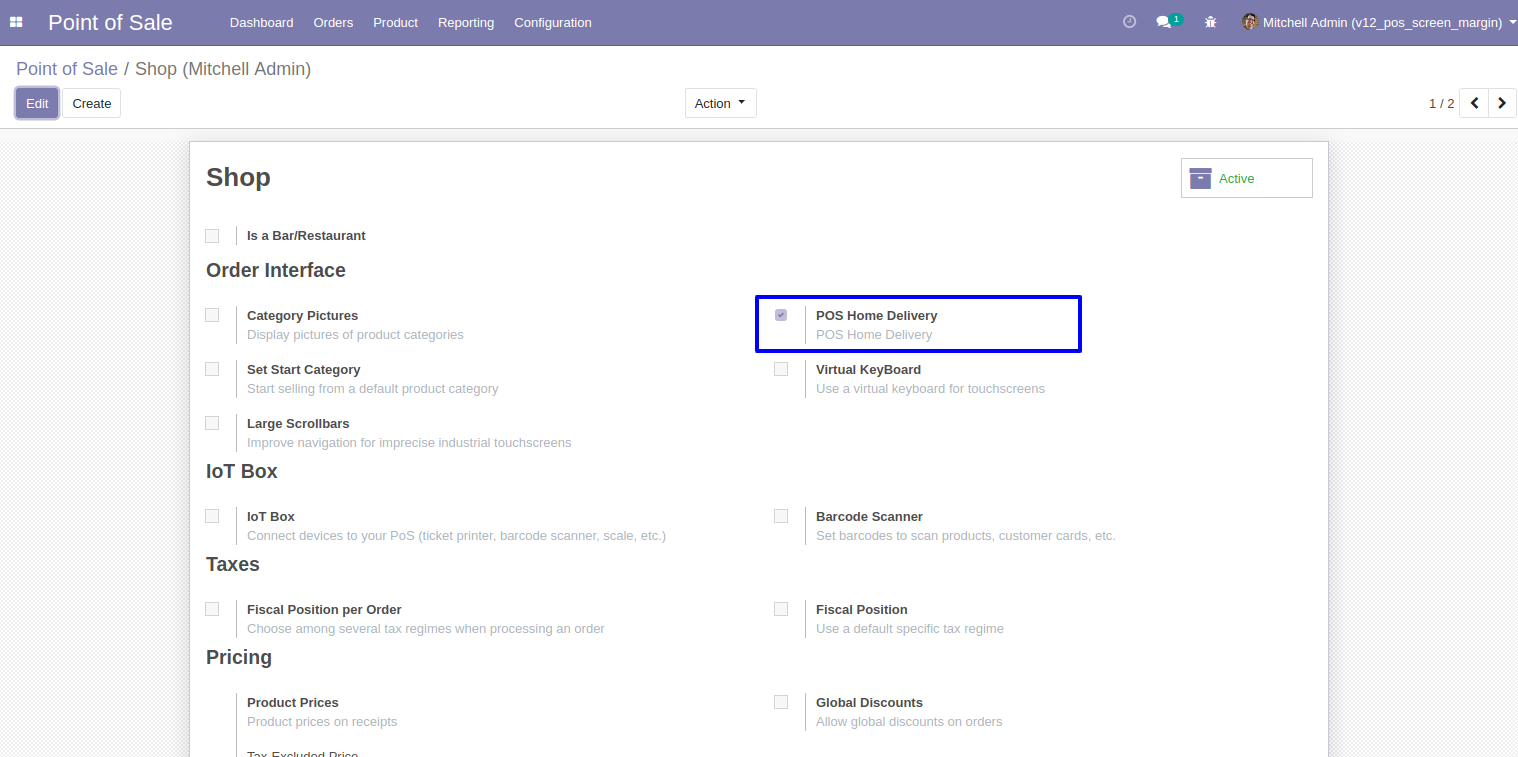 Point of Sale Dashboard Orders Product Reporting Configuration 1 Mitchell Admin (v12_pos_screen_margin)
Point of Sale / Shop (Mitchell Admin)
Edit Create Action 1 / 2
Shop
Active
Is a Bar/Restaurant
Order Interface
Category Pictures
Display pictures of product categories
POS Home Delivery
POS Home Delivery
Set Start Category
Start selling from a default product category
Virtual KeyBoard
Use a virtual keyboard for touchscreens
Large Scrollbars
Improve navigation for imprecise industrial touchscreens
IoT Box
IoT Box
Connect devices to your PoS (ticket printer, barcode scanner, scale, etc.)
Barcode Scanner
Set barcodes to scan products, customer cards, etc.
Taxes
Fiscal Position per Order
Choose among several tax regimes when processing an order
Fiscal Position
Use a default specific tax regime
Pricing
Product Prices
Product prices on receipts
Global Discounts
Allow global discounts on orders
Tax-Excluded Price